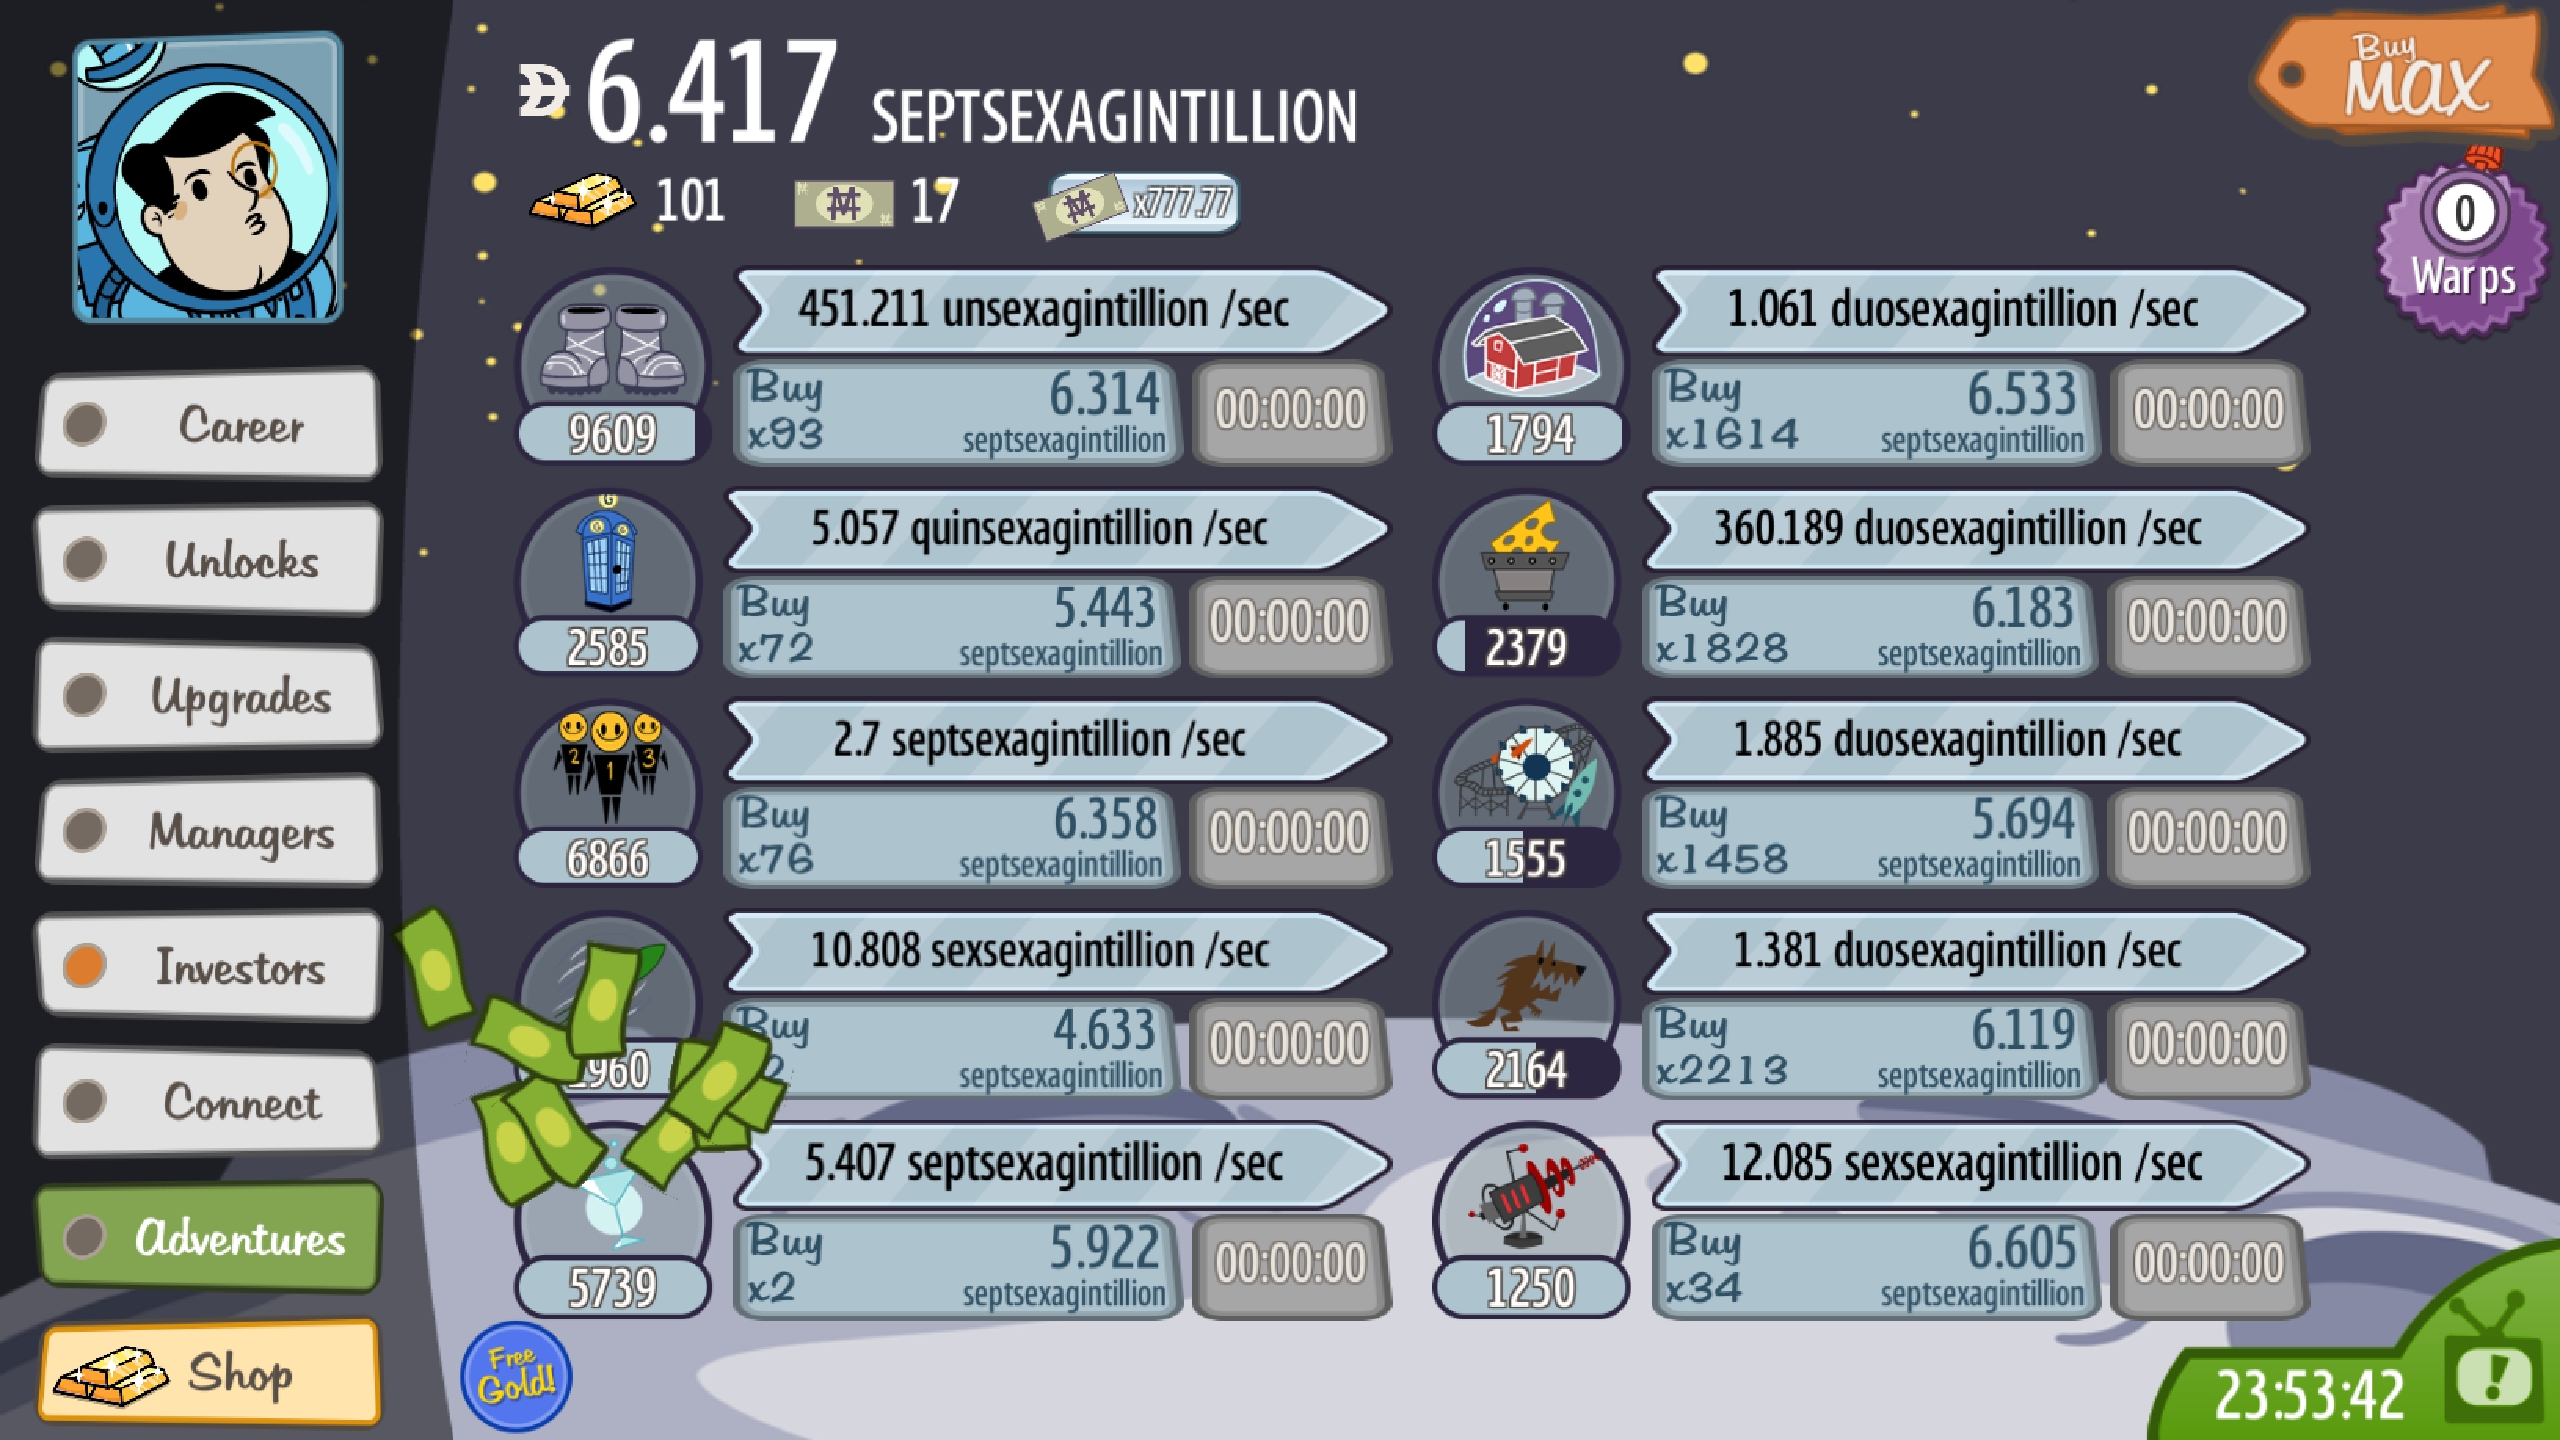 6.417 SEPTSEXAGINTILLION
Buy
MAX
101
17
x777.77
0
Warps
Career
Unlocks
Upgrades
Managers
Investors
Connect
Adventures
Shop
451.211 unsexagintillion /sec
9609
Buy
x93
6.314
septsexagintillion
00:00:00
5.057 quinsexagintillion /sec
2585
Buy
x72
5.443
septsexagintillion
00:00:00
2.7 septsexagintillion /sec
2
1
3
6866
Buy
x76
6.358
septsexagintillion
00:00:00
10.808 sexsexagintillion /sec
Buy
4.633
septsexagintillion
00:00:00
5.407 septsexagintillion /sec
5739
Buy
x2
5.922
septsexagintillion
00:00:00
1.061 duosexagintillion /sec
1794
Buy
x1614
6.533
septsexagintillion
00:00:00
360.189 duosexagintillion /sec
2379
Buy
x1828
6.183
septsexagintillion
00:00:00
1.885 duosexagintillion /sec
1555
Buy
x1458
5.694
septsexagintillion
00:00:00
1.381 duosexagintillion /sec
2164
Buy
x2213
6.119
septsexagintillion
00:00:00
12.085 sexsexagintillion /sec
1250
Buy
x34
6.605
septsexagintillion
00:00:00
Free
Gold!
23:53:42